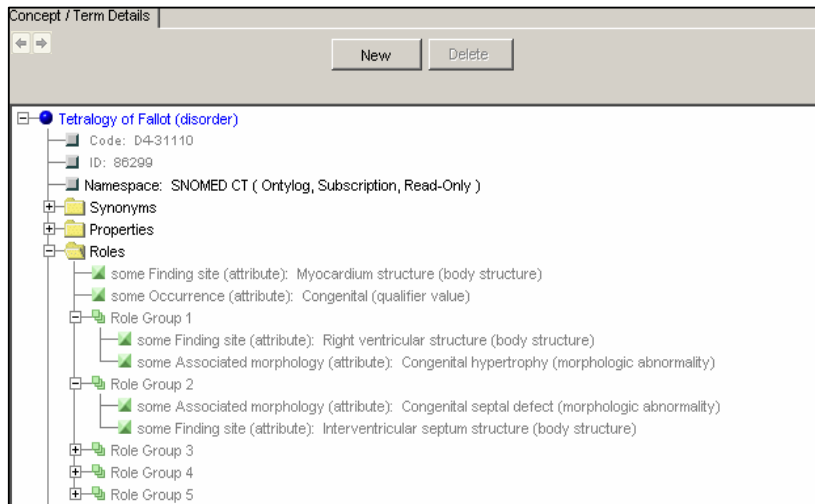 Concept / Term Details
New
Delete
Tetralogy of Fallot (disorder)
Code: D4-31110
ID: 86299
Namespace: SNOMED CT ( Ontylog, Subscription, Read-Only )
Synonyms
Properties
Roles
some Finding site (attribute): Myocardium structure (body structure)
some Occurrence (attribute): Congenital (qualifier value)
Role Group 1
some Finding site (attribute): Right ventricular structure (body structure)
some Associated morphology (attribute): Congenital hypertrophy (morphologic abnormality)
Role Group 2
some Associated morphology (attribute): Congenital septal defect (morphologic abnormality)
some Finding site (attribute): Interventricular septum structure (body structure)
Role Group 3
Role Group 4
Role Group 5